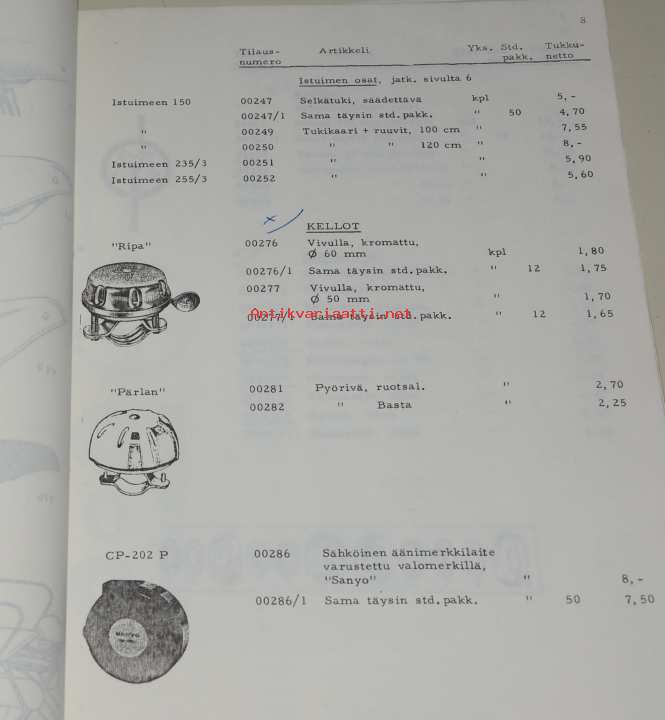 8
Tilaus- Artikkeli Yks. Std. Tukku-
numero pakk. netto
Istuimen osat, jatk. sivulta 6
Istuimeen 150 00247 Selkätuki, säädettävä kpl 5,-
00247/1 Sama täysin std.pakk. " 50 4,70
" 00249 Tukikaari + ruuvit, 100 cm " 7,55
" 00250 " " 120 cm " 8,-
Istuimeen 235/3 00251 " " 5,90
Istuimeen 255/3 00252 " " 5,60
KELLOT
"Ripa" 00276 Vivulla, kromattu,
Ø 60 mm kpl 1,80
00276/1 Sama täysin std.pakk. " 12 1,75
00277 Vivulla, kromattu,
Ø 50 mm " 1,70
Antikvariaatti.net
00277/1 Sama täysin std.pakk. " 12 1,65
"Pärlan" 00281 Pyörivä, ruotsal. " 2,70
00282 " Basta " 2,25
CP-202 P 00286 Sähköinen äänimerkkilaite
varustettu valomerkillä,
"Sanyo" " 8,-
00286/1 Sama täysin std.pakk. " 50 7,50